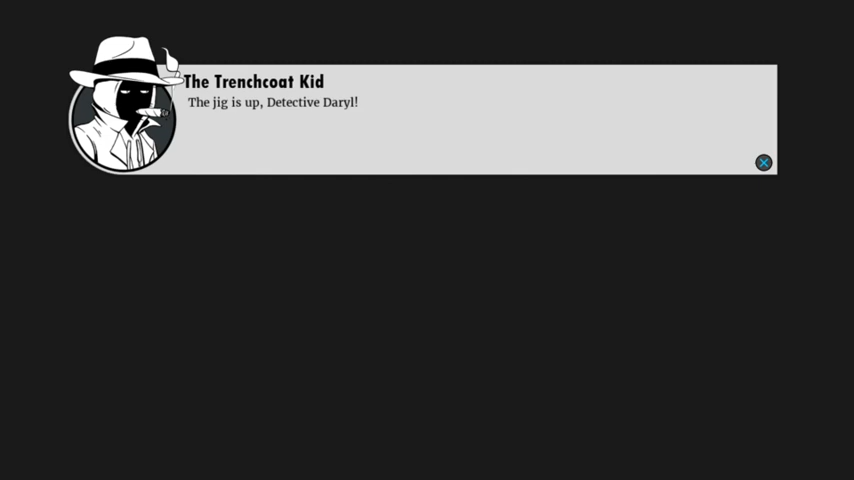 The Trenchcoat Kid
The jig is up, Detective Daryl!